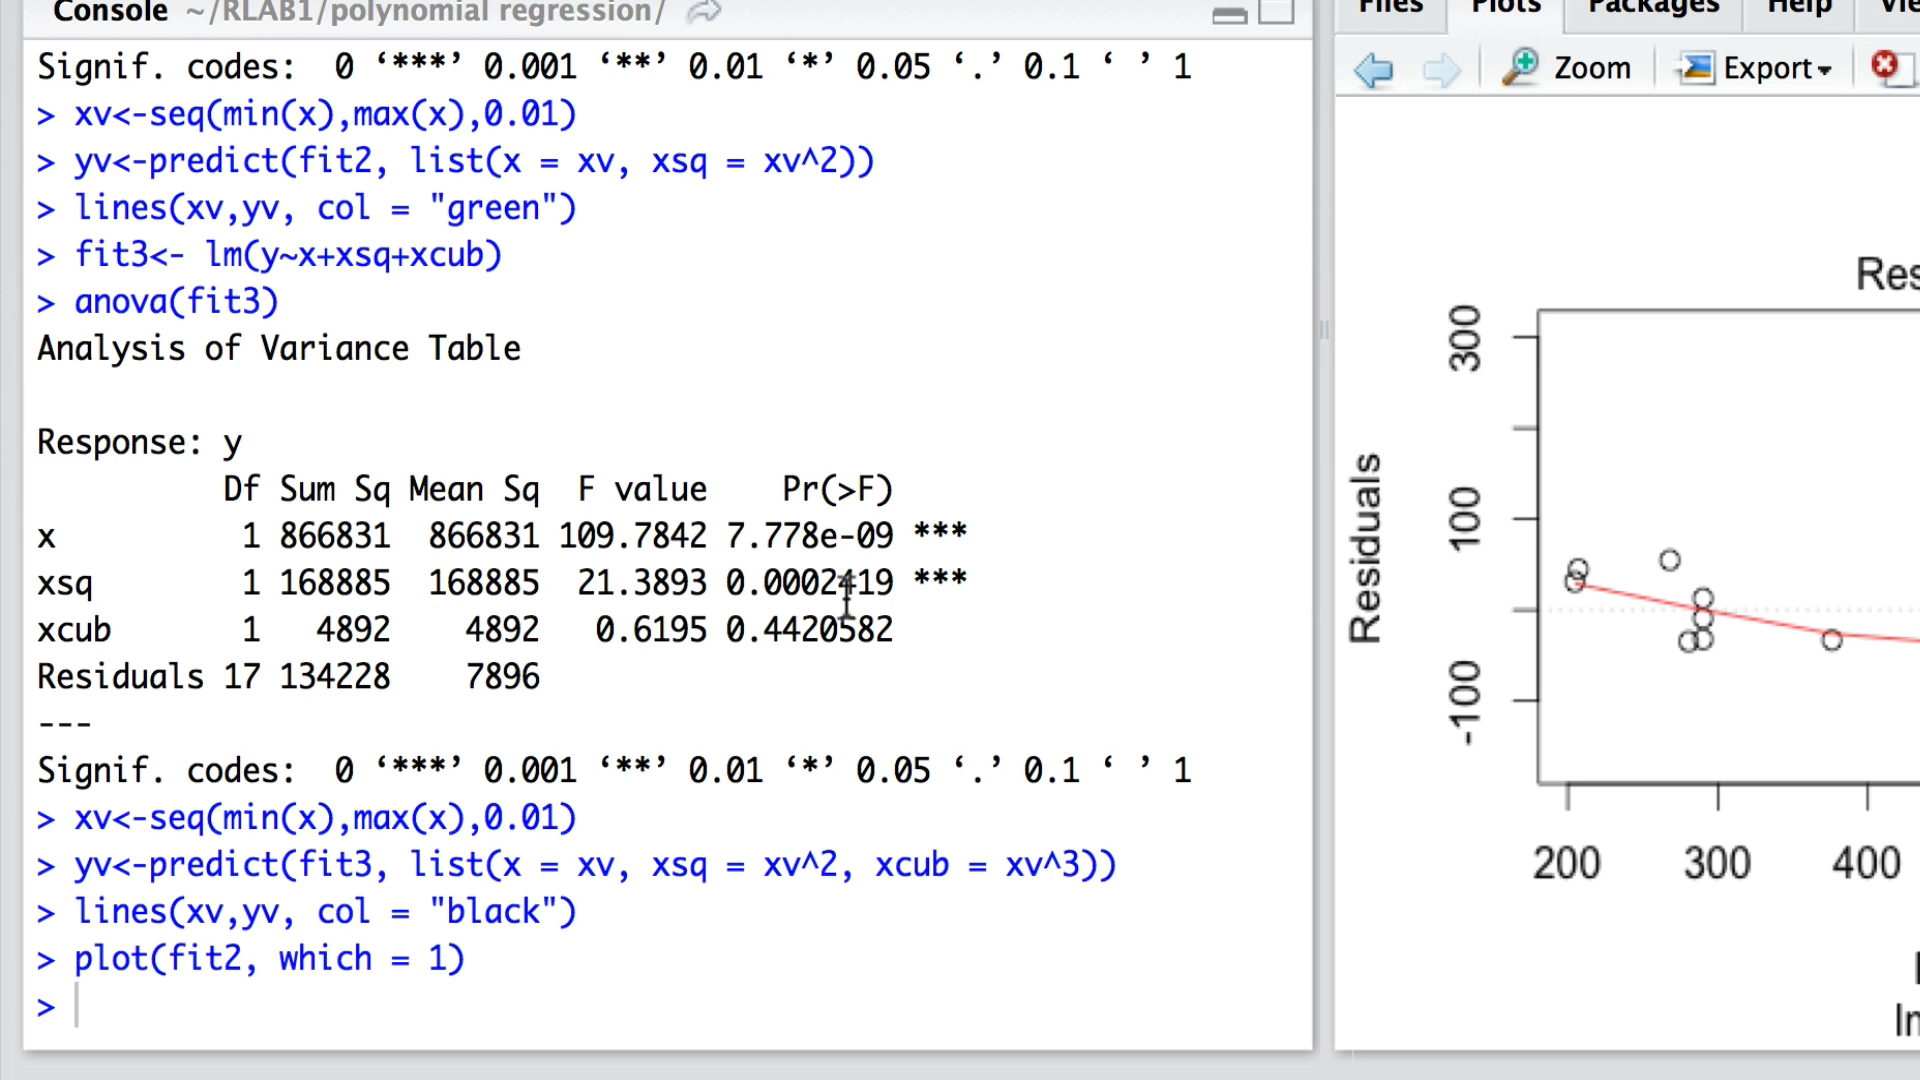 Console ~/RLAB1/polynomial regression/
Signif. codes:  0 ‘***’ 0.001 ‘**’ 0.01 ‘*’ 0.05 ‘.’ 0.1 ‘ ’ 1
> xv<-seq(min(x),max(x),0.01)
> yv<-predict(fit2, list(x = xv, xsq = xv^2))
> lines(xv,yv, col = "green")
> fit3<- lm(y~x+xsq+xcub)
> anova(fit3)
Analysis of Variance Table
Response: y
Df Sum Sq Mean Sq  F value    Pr(>F)
x          1 866831  866831 109.7842 7.778e-09 ***
xsq        1 168885  168885  21.3893 0.0002419 ***
xcub       1   4892    4892   0.6195 0.4420582
Residuals 17 134228    7896
---
Signif. codes:  0 ‘***’ 0.001 ‘**’ 0.01 ‘*’ 0.05 ‘.’ 0.1 ‘ ’ 1
> xv<-seq(min(x),max(x),0.01)
> yv<-predict(fit3, list(x = xv, xsq = xv^2, xcub = xv^3))
> lines(xv,yv, col = "black")
> plot(fit2, which = 1)
>
Files Plots Packages Help
Zoom Export
Res
300
100
-100
Residuals
200 300 400